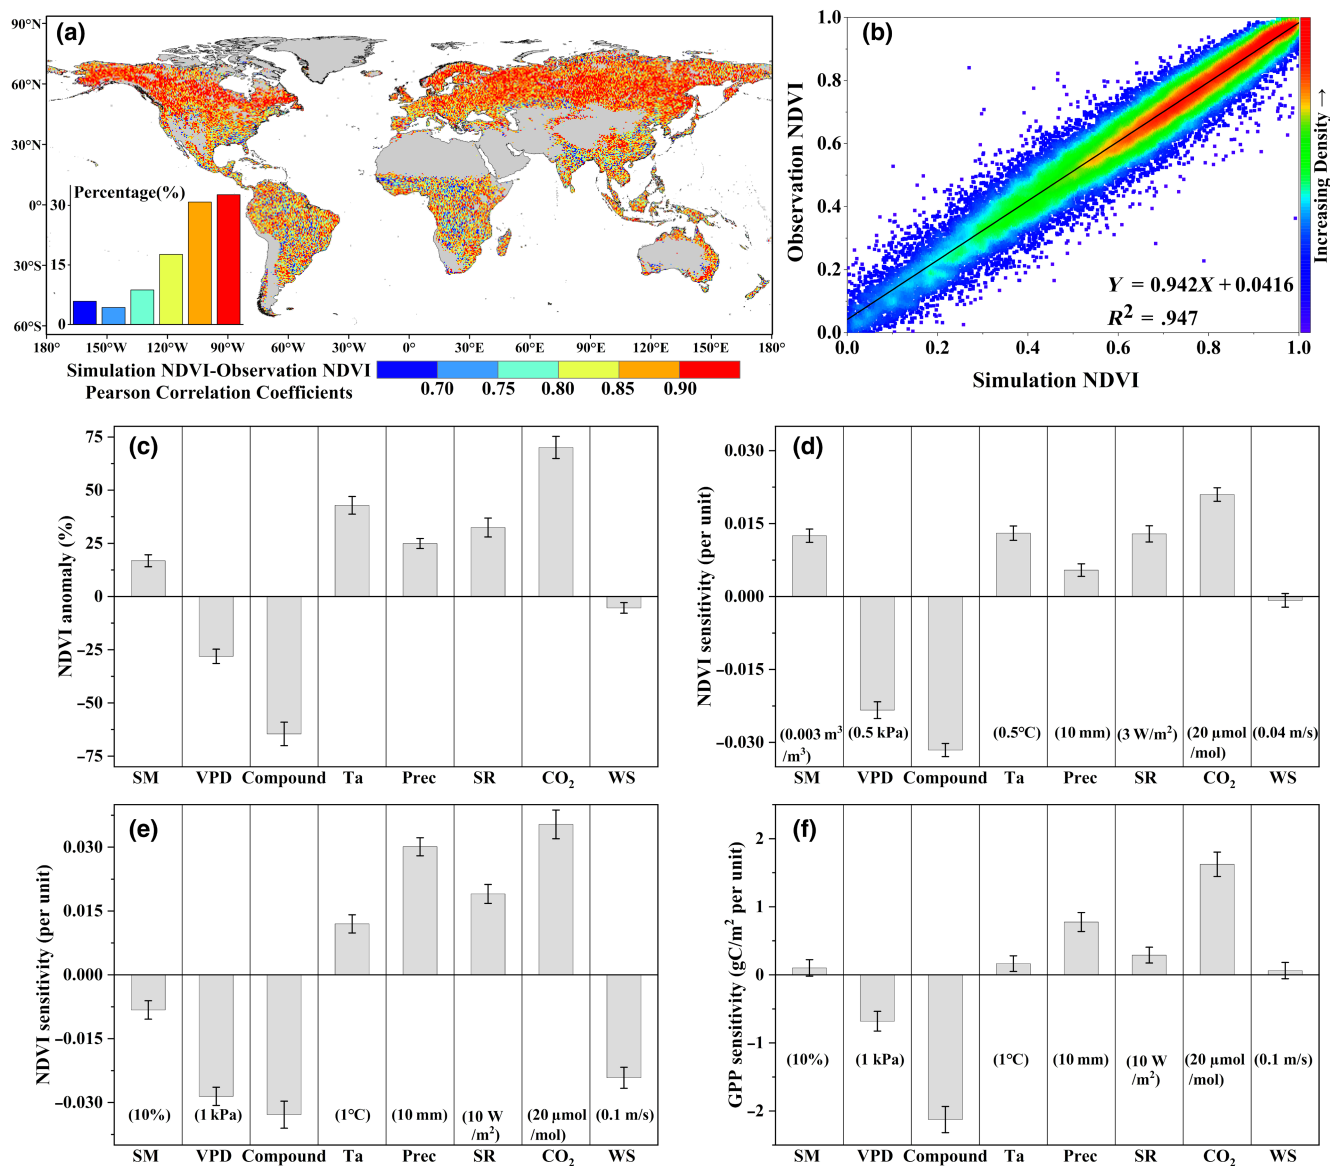 (a)
90°N
60°N
30°N
0°
30°S
60°S
Percentage(%)
30
15
0
180° 150°W 120°W 90°W 60°W 30°W 0° 30°E 60°E 90°E 120°E 150°E 180°
Simulation NDVI-Observation NDVI
Pearson Correlation Coefficients
0.70 0.75 0.80 0.85 0.90
(b)
Observation NDVI
1.0
0.8
0.6
0.4
0.2
0.0
Y = 0.942X + 0.0416
R² = .947
0.0 0.2 0.4 0.6 0.8 1.0
Simulation NDVI
Increasing Density →
(c)
NDVI anomaly (%)
75
50
25
0
−25
−50
−75
SM VPD Compound Ta Prec SR CO₂ WS
(d)
NDVI sensitivity (per unit)
0.030
0.015
0.000
−0.015
−0.030
(0.003 m³ (0.5 kPa) (0.5°C) (10 mm) (3 W/m²) (20 µmol (0.04 m/s)
/m³) /mol)
SM VPD Compound Ta Prec SR CO₂ WS
(e)
NDVI sensitivity (per unit)
0.030
0.015
0.000
−0.015
−0.030
(10%) (1 kPa) (1°C) (10 mm) (10 W (20 µmol (0.1 m/s)
/m²) /mol)
SM VPD Compound Ta Prec SR CO₂ WS
(f)
GPP sensitivity (gC/m² per unit)
2
1
0
−1
−2
(10%) (1 kPa) (1°C) (10 mm) (10 W (20 µmol (0.1 m/s)
/m²) /mol)
SM VPD Compound Ta Prec SR CO₂ WS